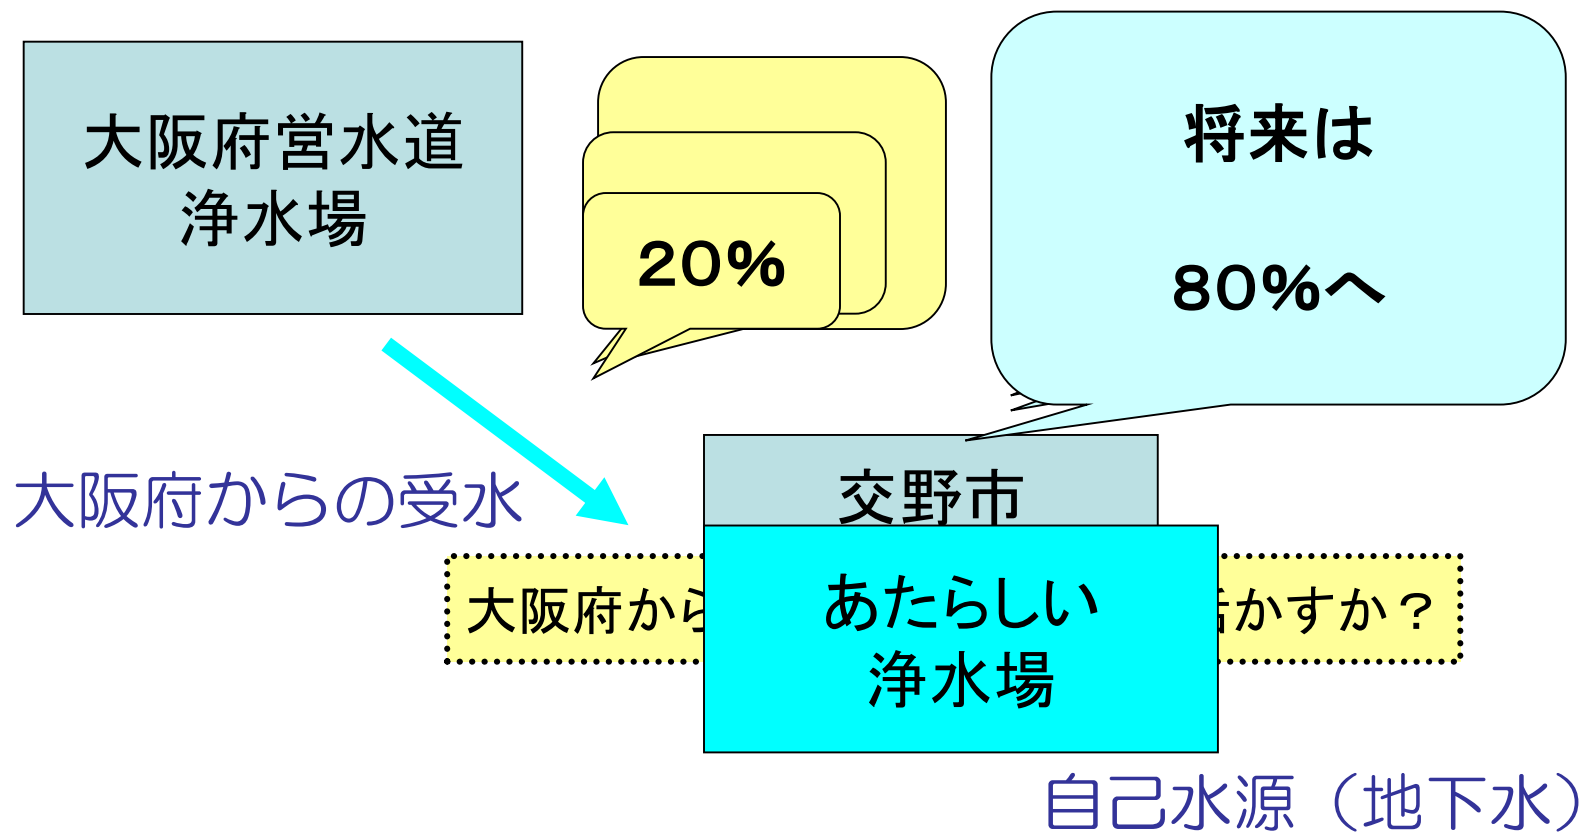 大阪府営水道
浄水場
20%
将来は
80%へ
大阪府からの受水
交野市
大阪府から
活かすか？
あたらしい
浄水場
自己水源（地下水）